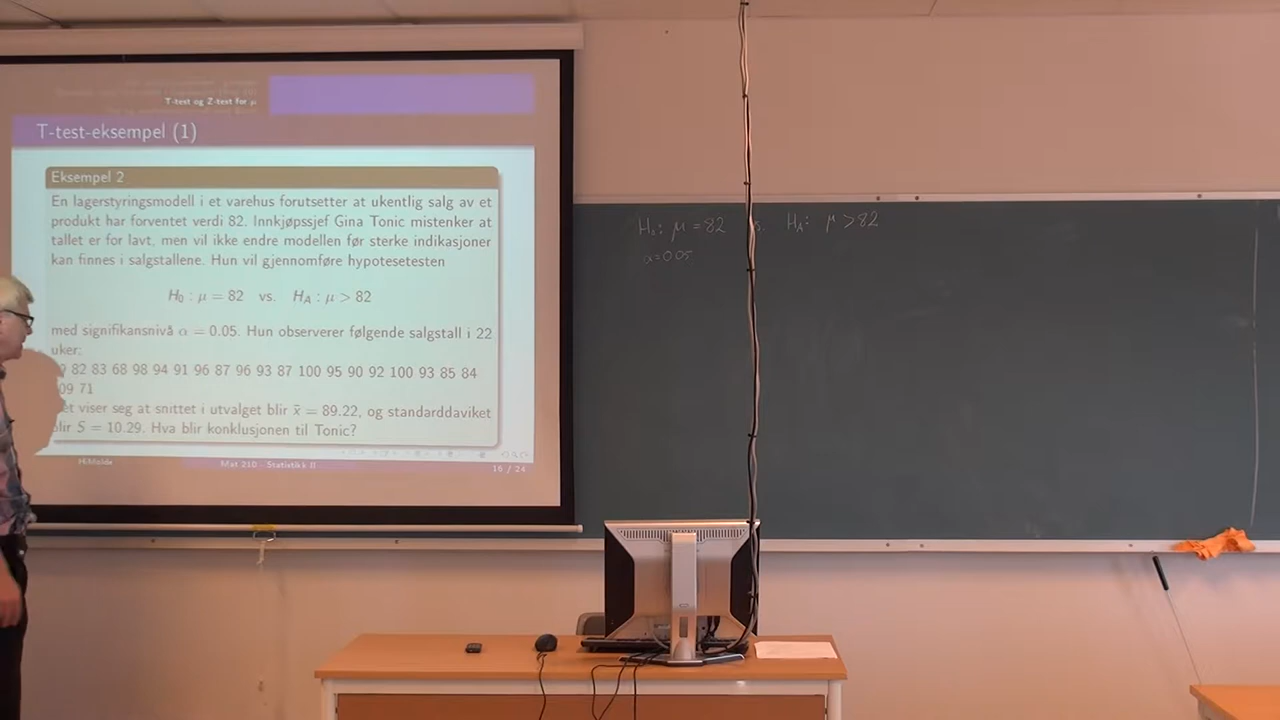 T-test og Z-test for μ
T-test-eksempel (1)
Eksempel 2
En lagerstyringsmodell i et varehus forutsetter at ukentlig salg av et
produkt har forventet verdi 82. Innkjøpssjef Gina Tonic mistenker at
tallet er for lavt, men vil ikke endre modellen før sterke indikasjoner
kan finnes i salgstallene. Hun vil gjennomføre hypotesetesten
H₀ : μ = 82 vs. H_A : μ > 82
med signifikansnivå α = 0.05. Hun observerer følgende salgstall i 22
uker:
82 83 68 98 94 91 96 87 96 93 87 100 95 90 92 100 93 85 84
09 71
et viser seg at snittet i utvalget blir x̄ = 89.22, og standarddaviket
blir S = 10.29. Hva blir konklusjonen til Tonic?
HiMolde Mat 210 - Statistikk II 16 / 24
H₀: μ = 82 s. H_A: μ > 82
α = 0.05